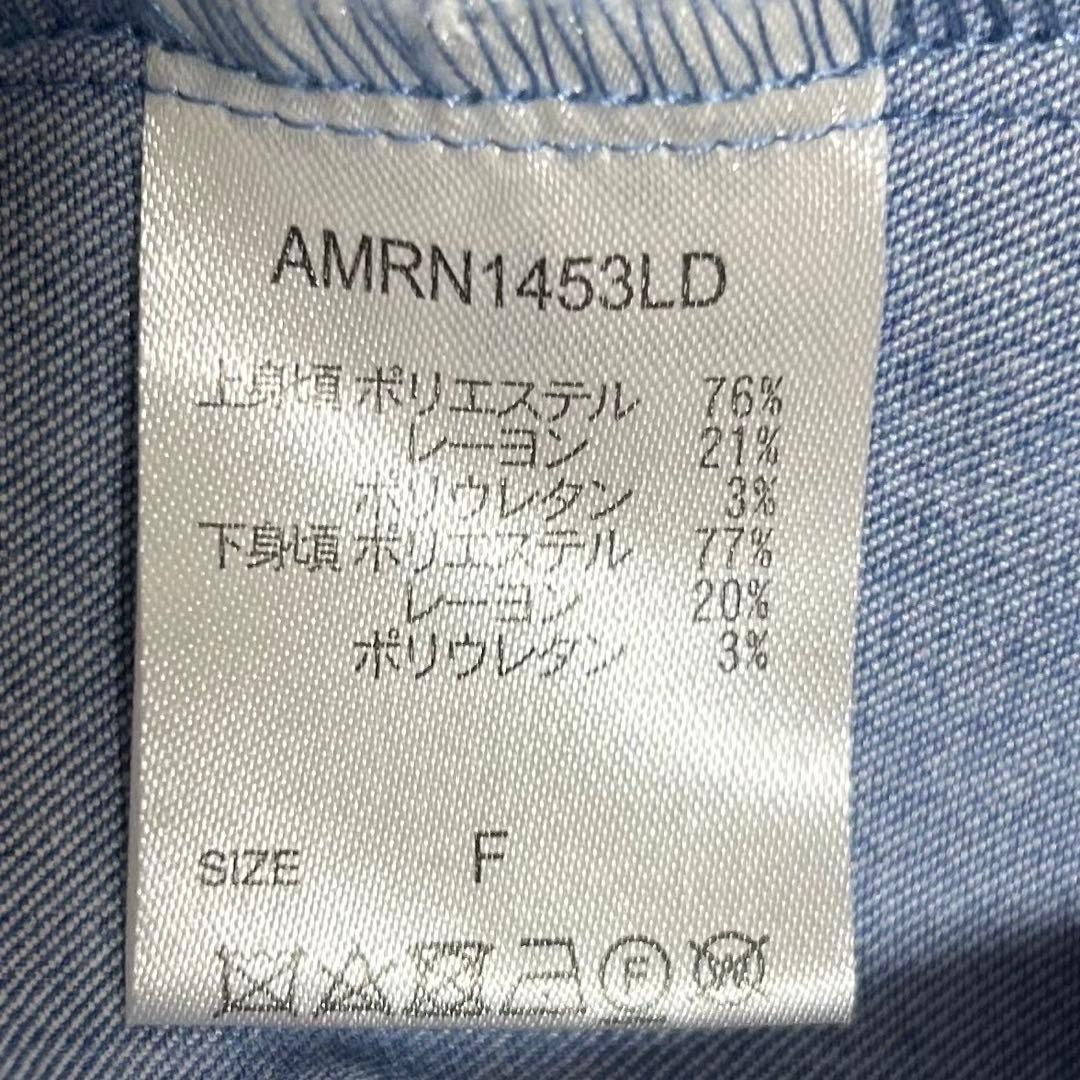 AMRN1453LD
上身頃 ポリエステル 76%
レーヨン 21%
ポリウレタン 3%
下身頃 ポリエステル 77%
レーヨン 20%
ポリウレタン 3%
SIZE F
F